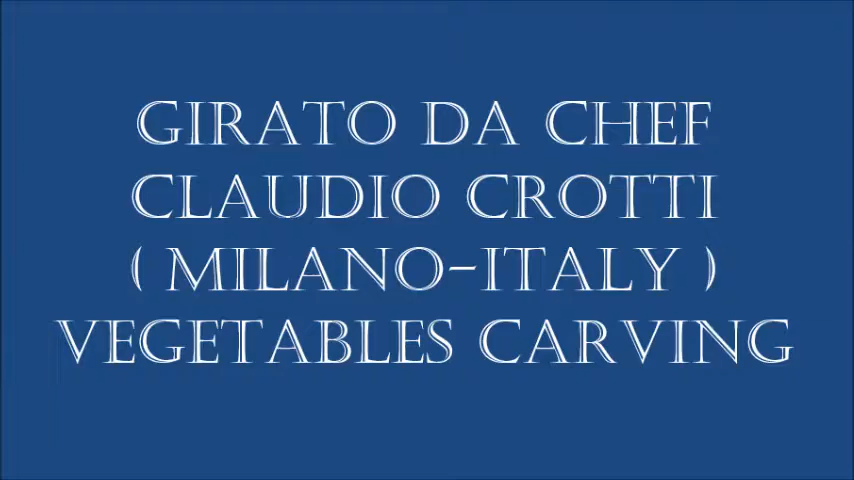 GIRATO DA CHEF
CLAUDIO CROTTI
( MILANO-ITALY )
VEGETABLES CARVING